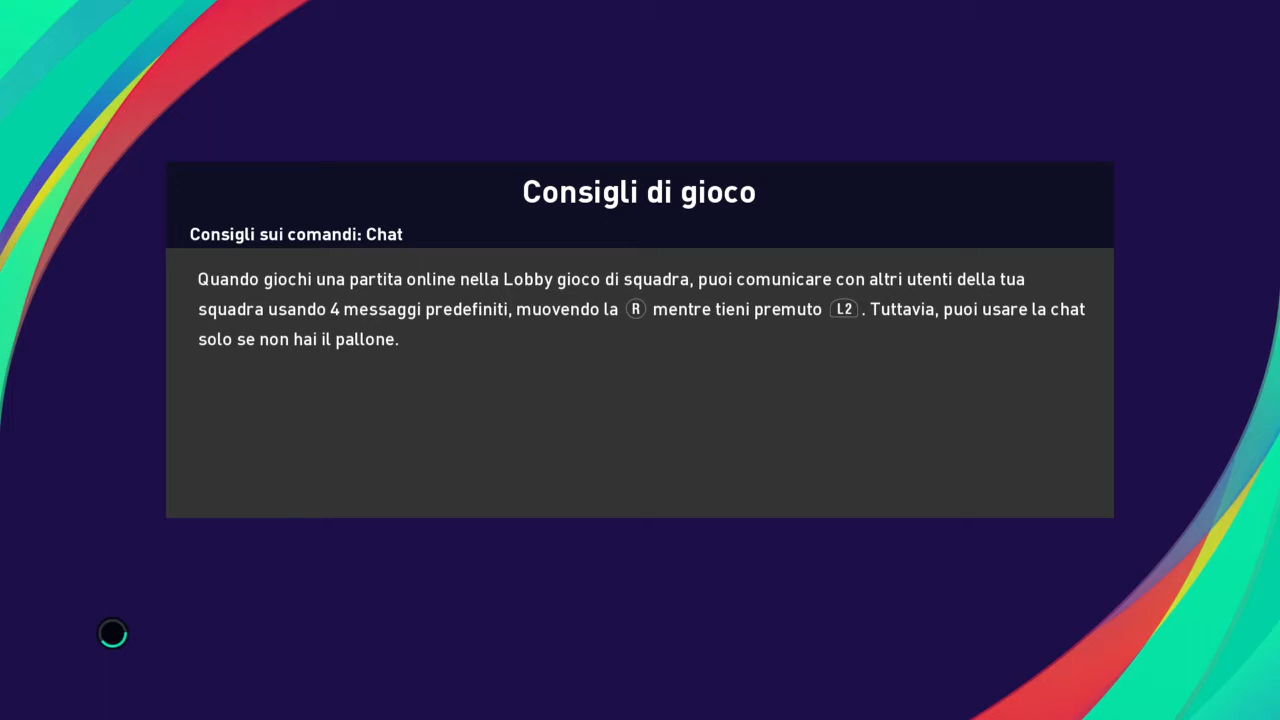 Consigli di gioco
Consigli sui comandi: Chat
Quando giochi una partita online nella Lobby gioco di squadra, puoi comunicare con altri utenti della tua
squadra usando 4 messaggi predefiniti, muovendo la R mentre tieni premuto L2. Tuttavia, puoi usare la chat
solo se non hai il pallone.